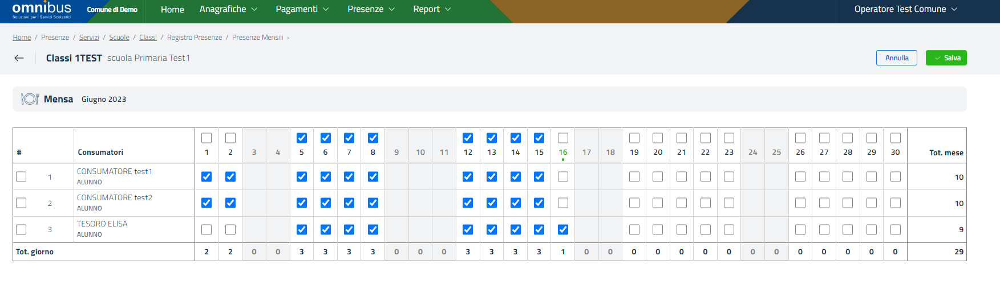 omnibus
Soluzioni per i Servizi Scolastici
Comune di Demo
Home Anagrafiche Pagamenti Presenze Report Operatore Test Comune
Home / Presenze / Servizi / Scuole / Classi / Registro Presenze / Presenze Mensili ›
Classi 1TEST scuola Primaria Test1 Annulla Salva
Mensa Giugno 2023
# Consumatori 1 2 3 4 5 6 7 8 9 10 11 12 13 14 15 16 17 18 19 20 21 22 23 24 25 26 27 28 29 30 Tot. mese
1 CONSUMATORE test1 10
ALUNNO
2 CONSUMATORE test2 10
ALUNNO
3 TESORO ELISA 9
ALUNNO
Tot. giorno 2 2 0 0 3 3 3 3 0 0 0 3 3 3 3 1 0 0 0 0 0 0 0 0 0 0 0 0 0 0 29